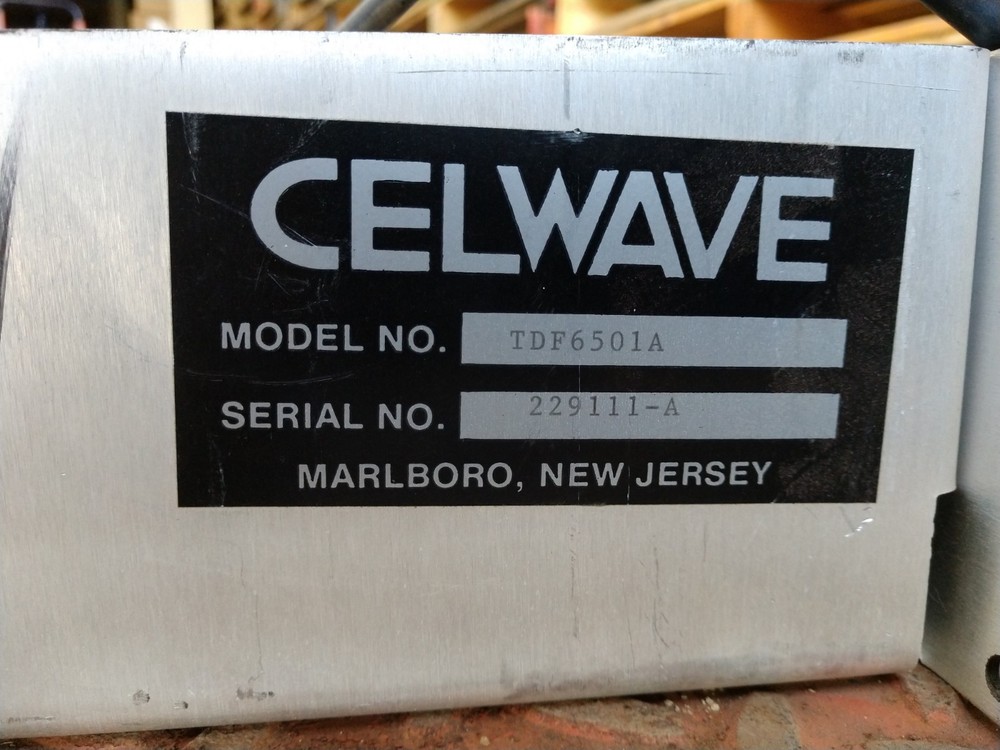 CELWAVE
MODEL NO. TDF6501A
SERIAL NO. 229111-A
MARLBORO, NEW JERSEY